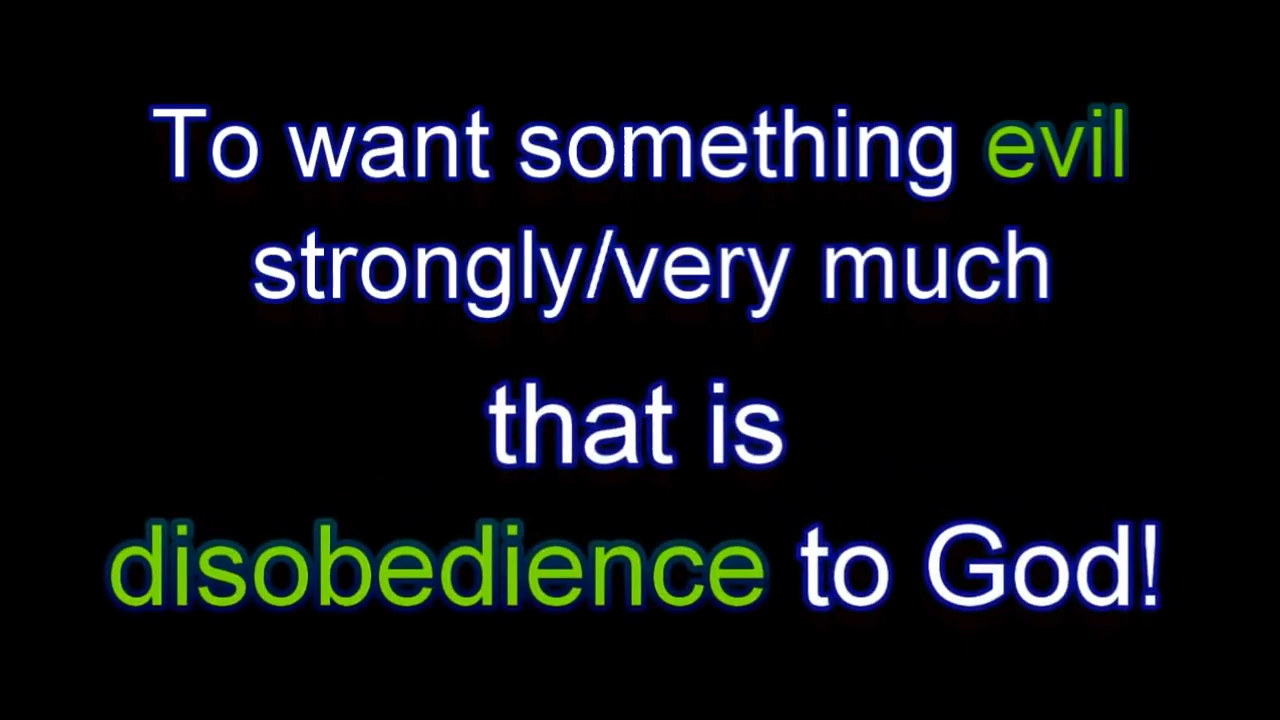 To want something evil
strongly/very much
that is
disobedience to God!